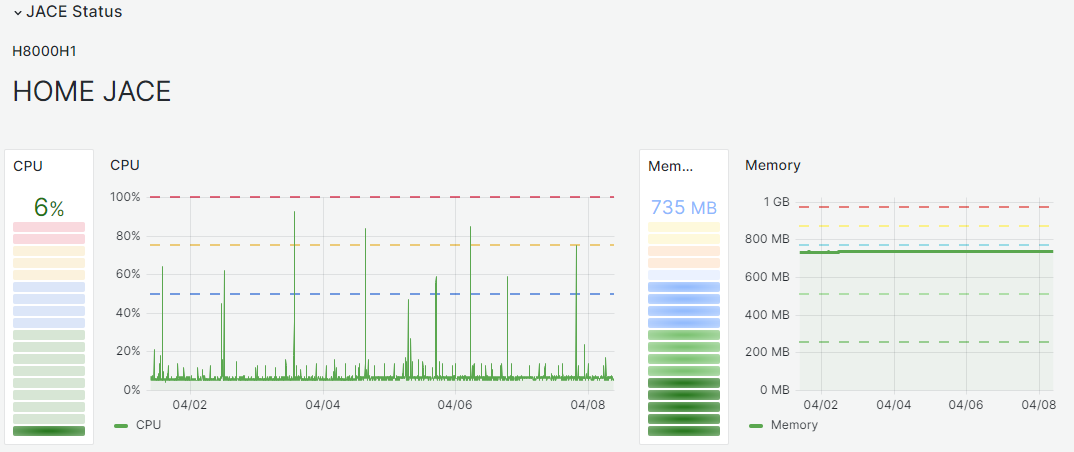 JACE Status
H8000H1
HOME JACE
CPU
6%
CPU
100%
80%
60%
40%
20%
0%
04/02 04/04 04/06 04/08
CPU
Mem...
735 MB
Memory
1 GB
800 MB
600 MB
400 MB
200 MB
0 MB
04/02 04/04 04/06 04/08
Memory